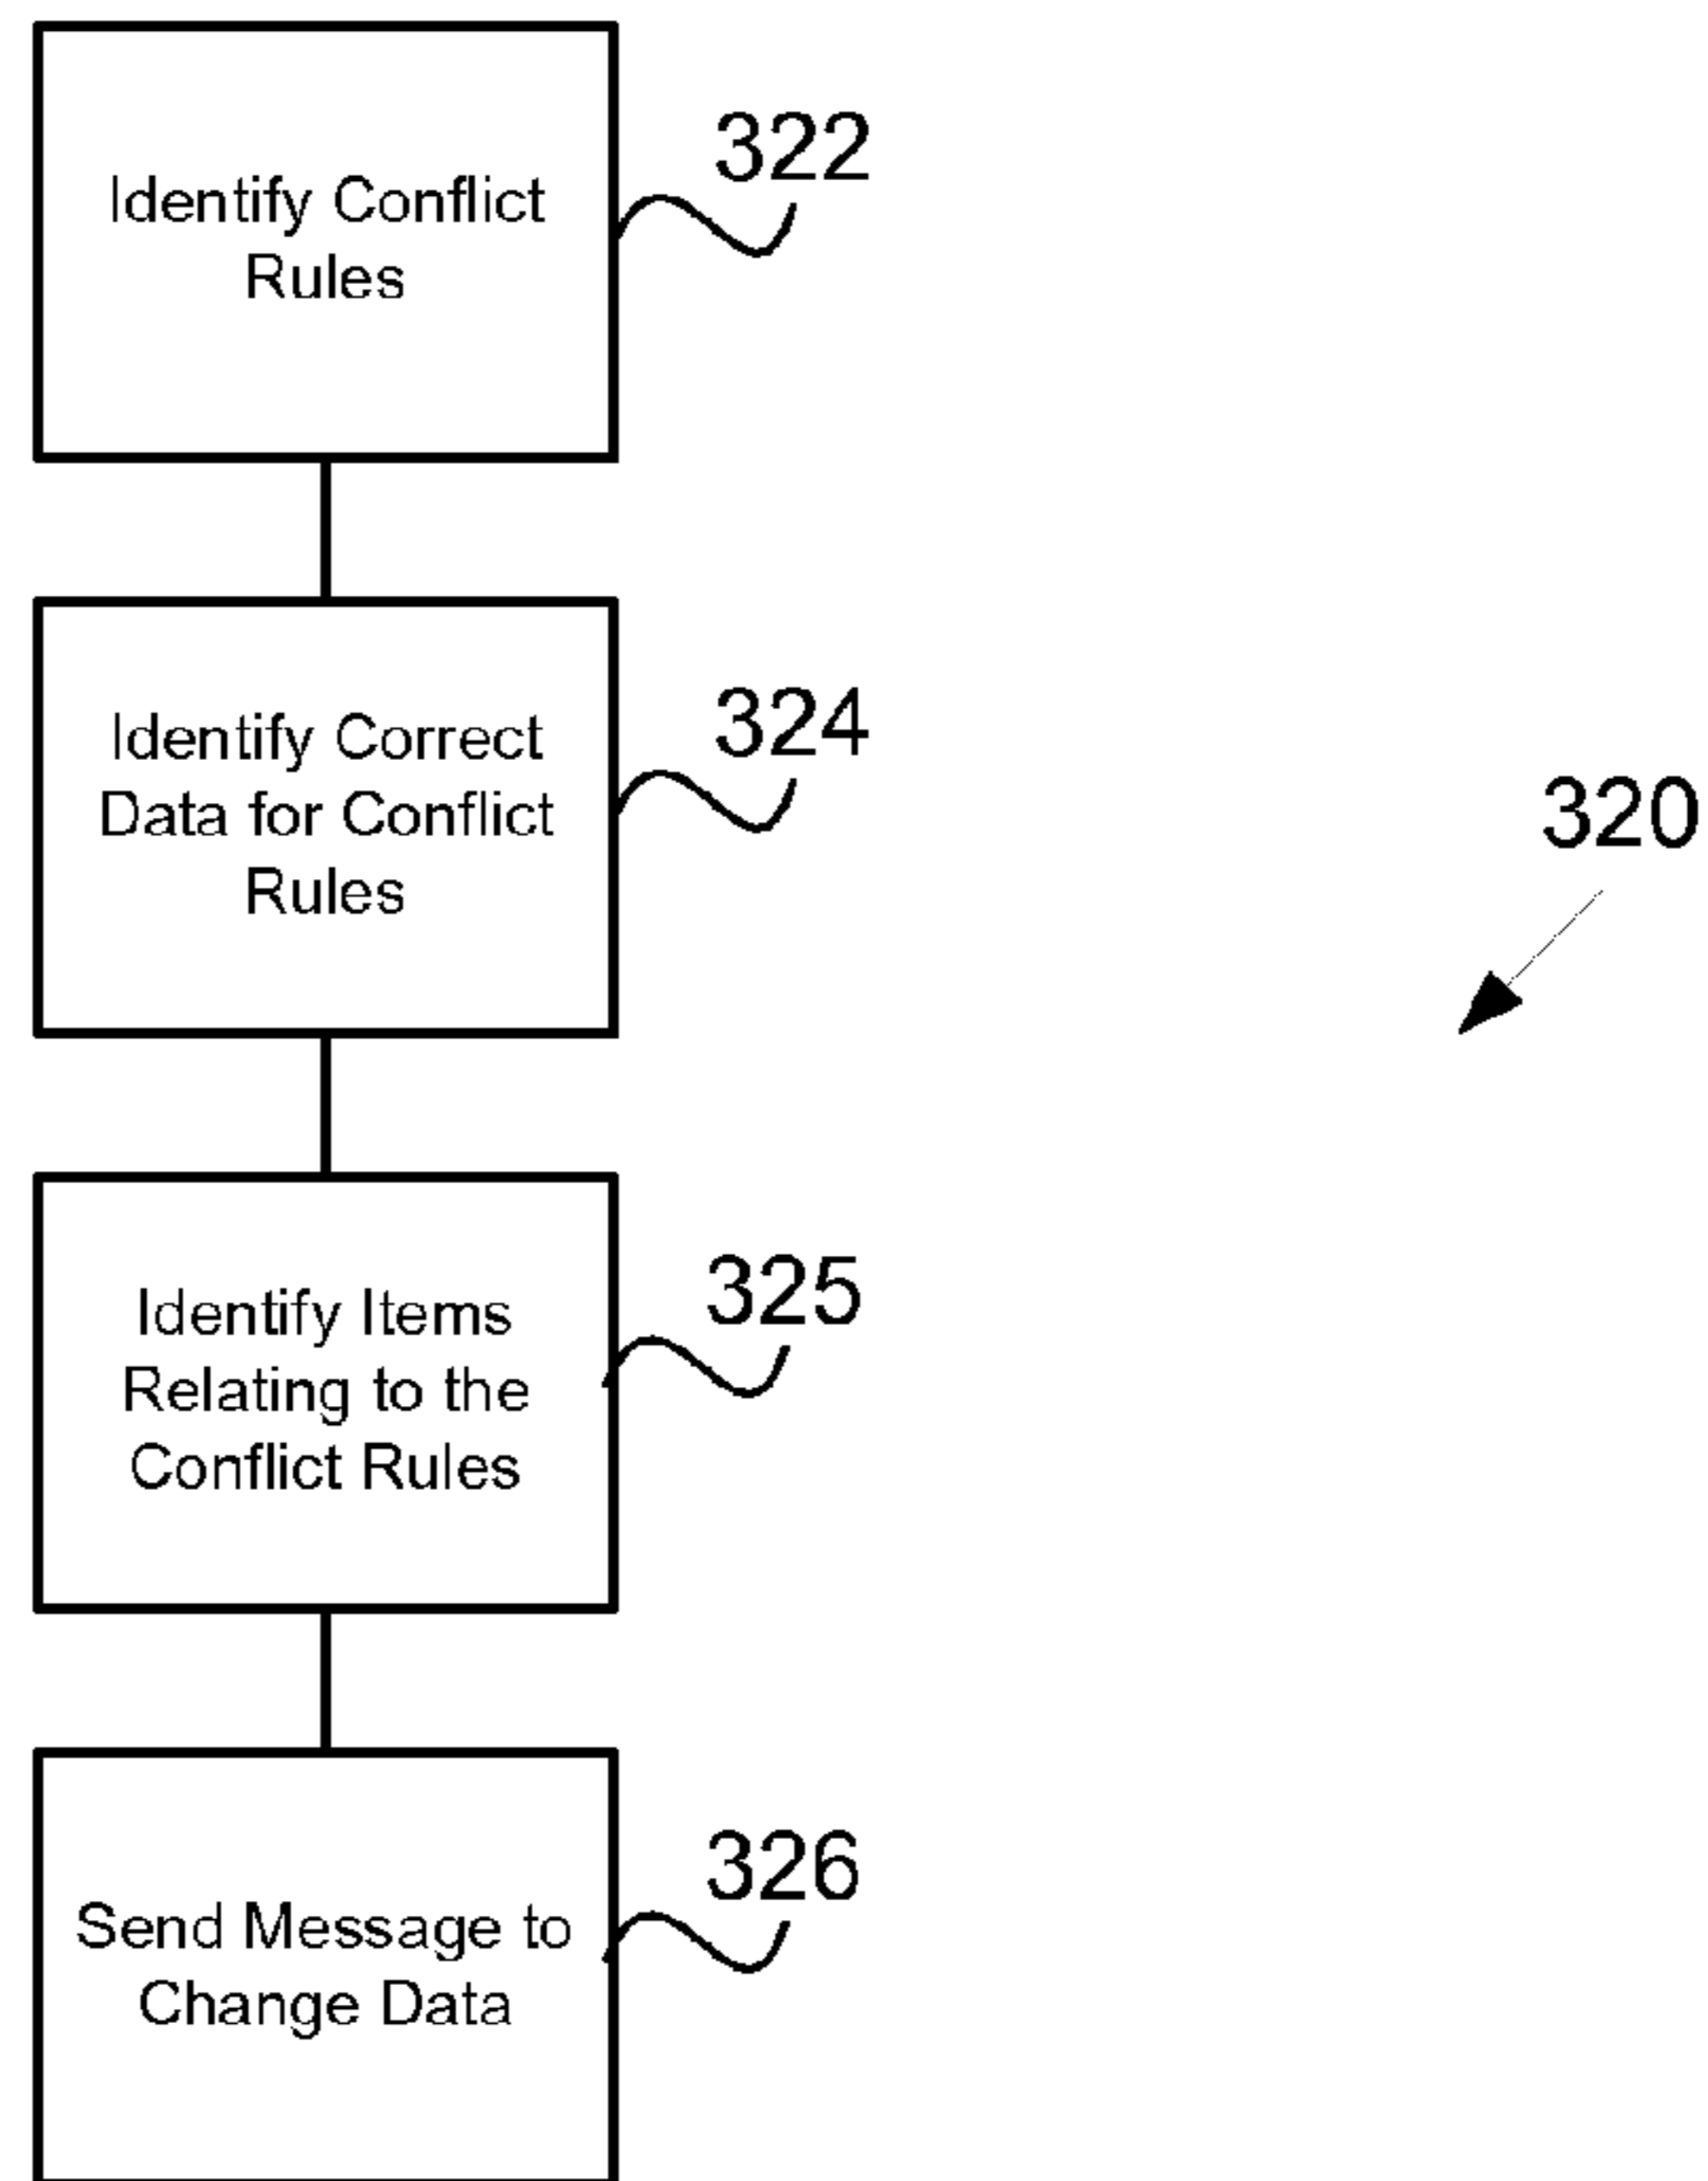 Identify Conflict
Rules
322
Identify Correct
Data for Conflict
Rules
324
320
Identify Items
Relating to the
Conflict Rules
325
Send Message to
Change Data
326